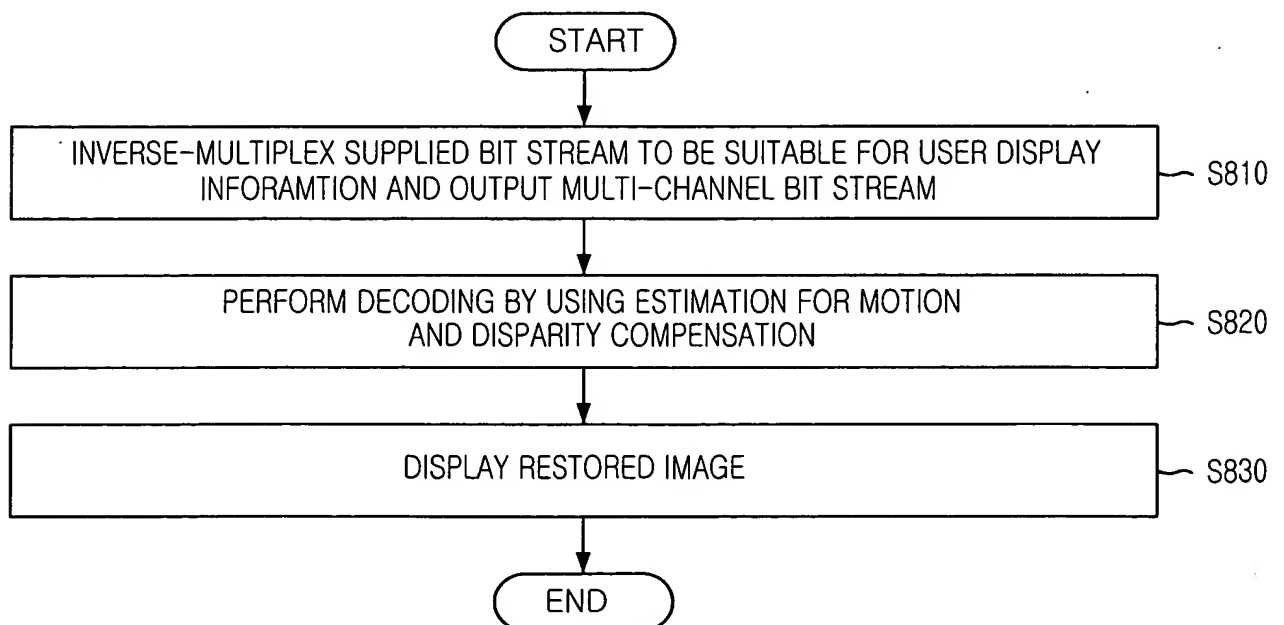 START
INVERSE-MULTIPLEX SUPPLIED BIT STREAM TO BE SUITABLE FOR USER DISPLAY
INFORAMTION AND OUTPUT MULTI-CHANNEL BIT STREAM
S810
PERFORM DECODING BY USING ESTIMATION FOR MOTION
AND DISPARITY COMPENSATION
S820
DISPLAY RESTORED IMAGE
S830
END